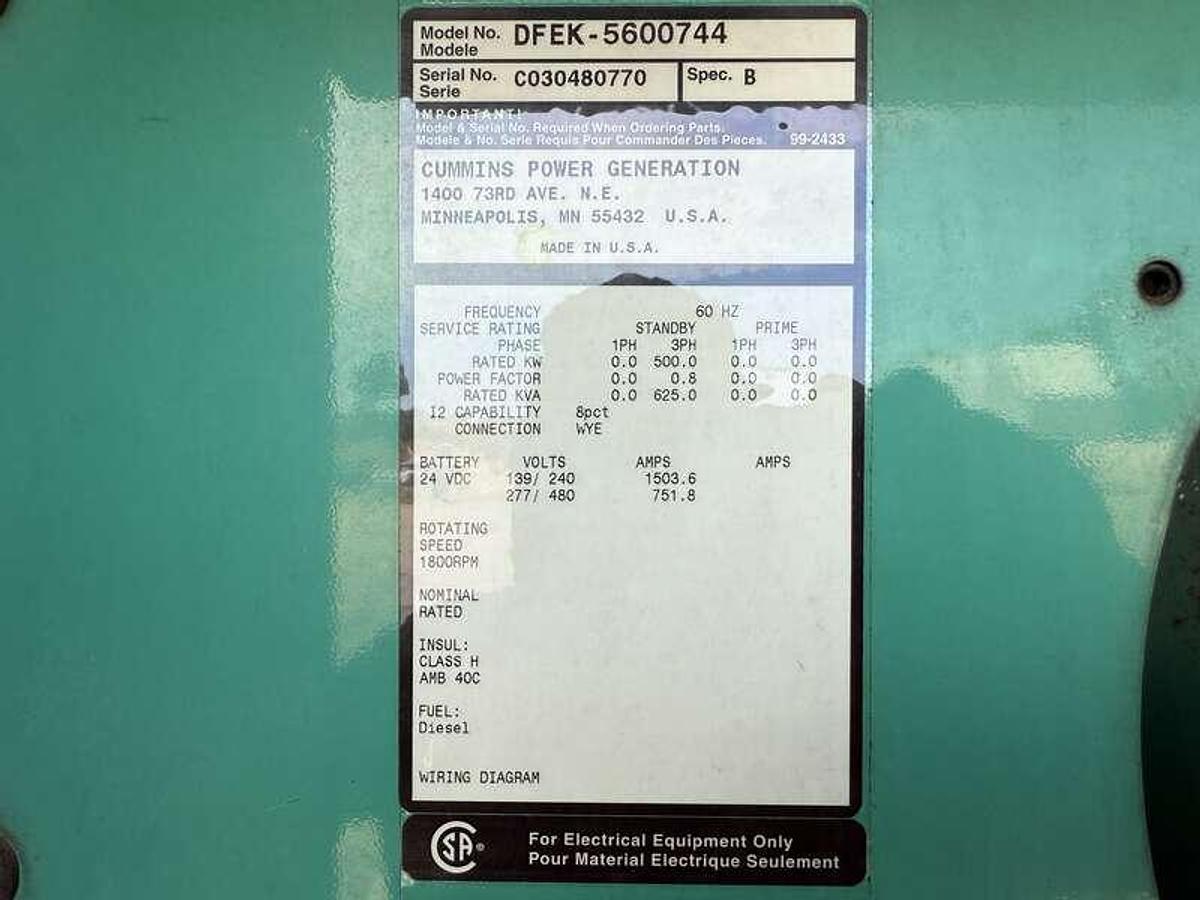 Model No. DFEK-5600744
Modele
Serial No. C030480770 Spec. B
Serie
IMPORTANT!
Model & Serial No. Required When Ordering Parts.
Modele & No. Serie Requis Pour Commander Des Pieces. 99-2433
CUMMINS POWER GENERATION
1400 73RD AVE. N.E.
MINNEAPOLIS, MN 55432 U.S.A.
MADE IN U.S.A.
FREQUENCY 60 HZ
SERVICE RATING STANDBY PRIME
PHASE 1PH 3PH 1PH 3PH
RATED KW 0.0 500.0 0.0 0.0
POWER FACTOR 0.0 0.8 0.0 0.0
RATED KVA 0.0 625.0 0.0 0.0
I2 CAPABILITY 8pct
CONNECTION WYE
BATTERY VOLTS AMPS AMPS
24 VDC 139/ 240 1503.6
277/ 480 751.8
ROTATING
SPEED
1800RPM
NOMINAL
RATED
INSUL:
CLASS H
AMB 40C
FUEL:
Diesel
WIRING DIAGRAM
CSA ® For Electrical Equipment Only
Pour Material Electrique Seulement